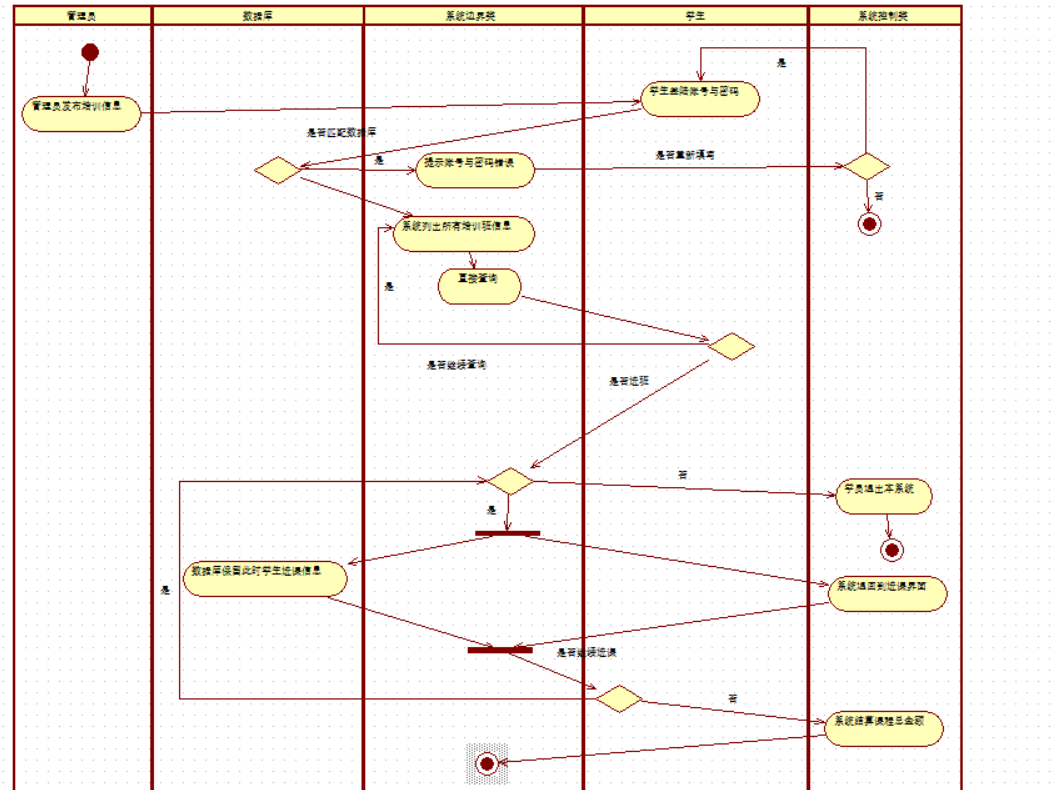 管理员
数据库
系统边界类
学生
系统控制类
是
管理员发布培训信息
学生登陆账号与密码
是否匹配数据库
是
提示账号与密码错误
是否重新填写
否
系统列出所有培训班信息
直接查询
是
是否继续查询
是否选班
否
学员退出本系统
是
数据库保留此时学生选课信息
系统退回到选课界面
是
是否继续选课
否
系统结算课程总金额